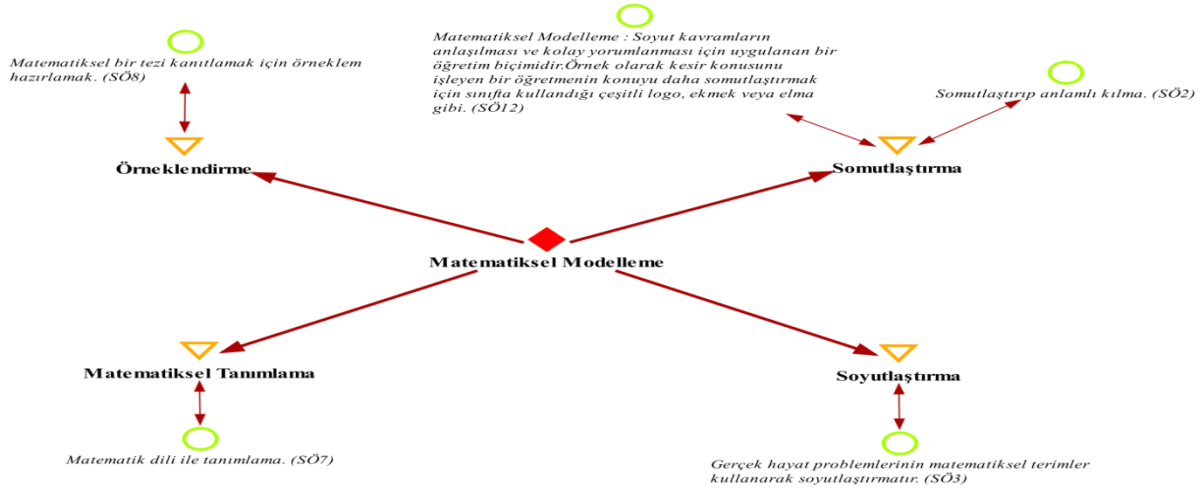 Matematiksel bir tezi kanıtlamak için örneklem
hazırlamak. (SÖ8)
Matematiksel Modelleme : Soyut kavramların
anlaşılması ve kolay yorumlanması için uygulanan bir
öğretim biçimidir.Örnek olarak kesir konusunu
işleyen bir öğretmenin konuyu daha somutlaştırmak
için sınıfta kullandığı çeşitli logo, ekmek veya elma
gibi. (SÖ12)
Somutlaştırıp anlamlı kılma. (SÖ2)
Örneklendirme
Somutlaştırma
Matematiksel Modelleme
Matematiksel Tanımlama
Soyutlaştırma
Matematik dili ile tanımlama. (SÖ7)
Gerçek hayat problemlerinin matematiksel terimler
kullanarak soyutlaştırmatır. (SÖ3)